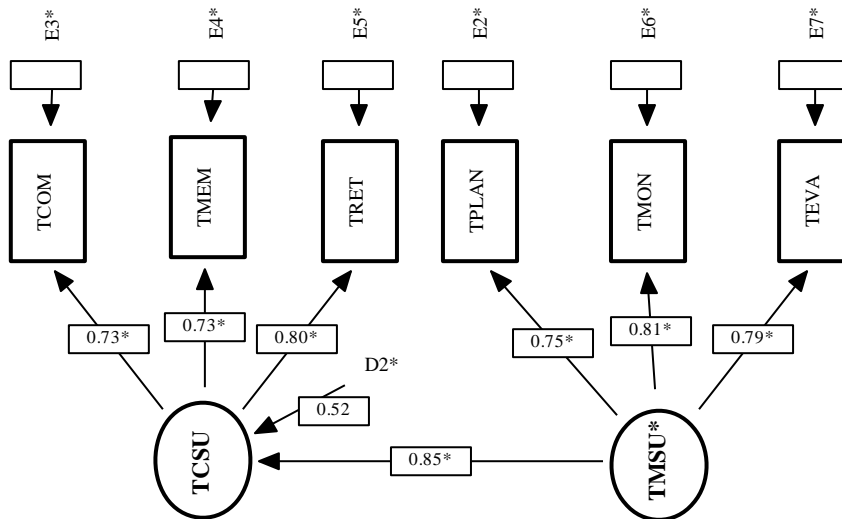 E3*
E4*
E5*
E2*
E6*
E7*
TCOM
TMEM
TRET
TPLAN
TMON
TEVA
0.73*
0.73*
0.80*
0.75*
0.81*
0.79*
D2*
0.52
TCSU
0.85*
TMSU*